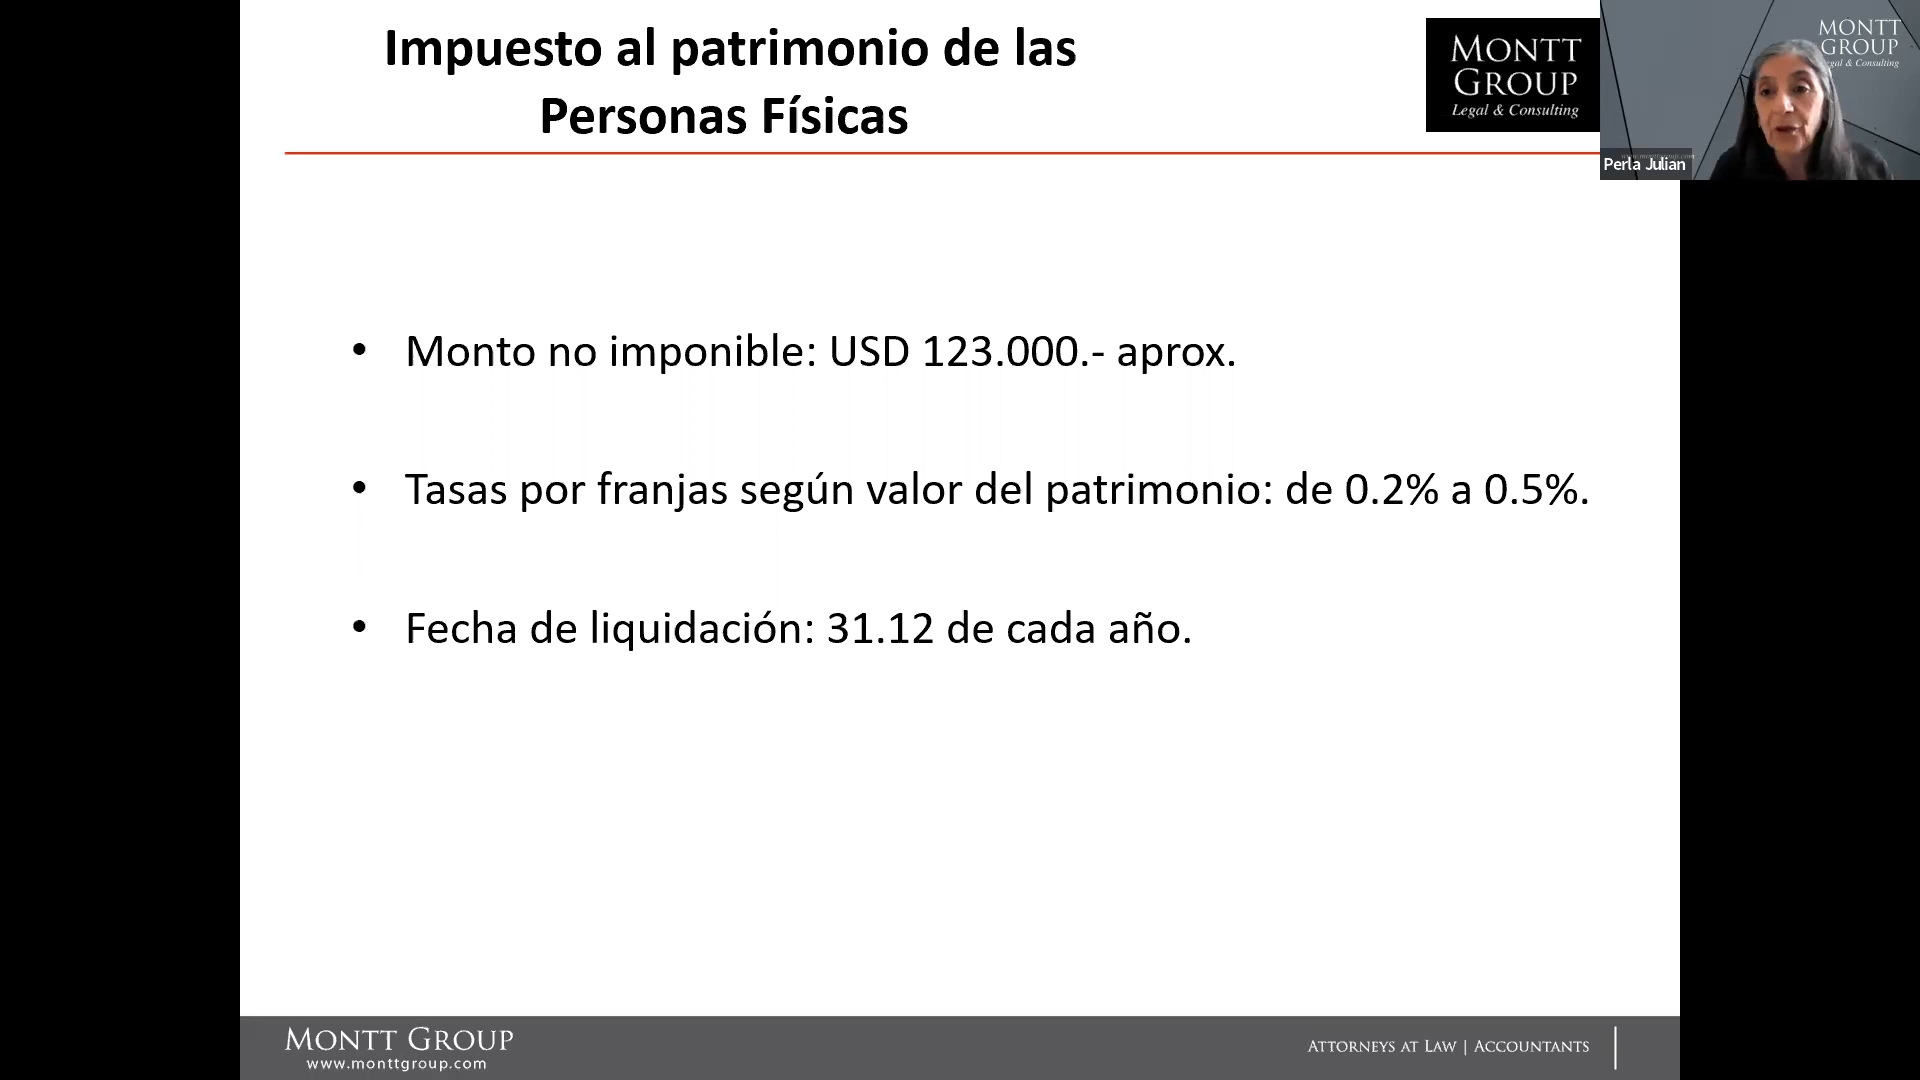 Impuesto al patrimonio de las
Personas Físicas
MONTT
GROUP
Legal & Consulting
MONTT
GROUP
Legal & Consulting
Perla Julian
• Monto no imponible: USD 123.000.- aprox.
• Tasas por franjas según valor del patrimonio: de 0.2% a 0.5%.
• Fecha de liquidación: 31.12 de cada año.
MONTT GROUP
www.monttgroup.com
ATTORNEYS AT LAW | ACCOUNTANTS